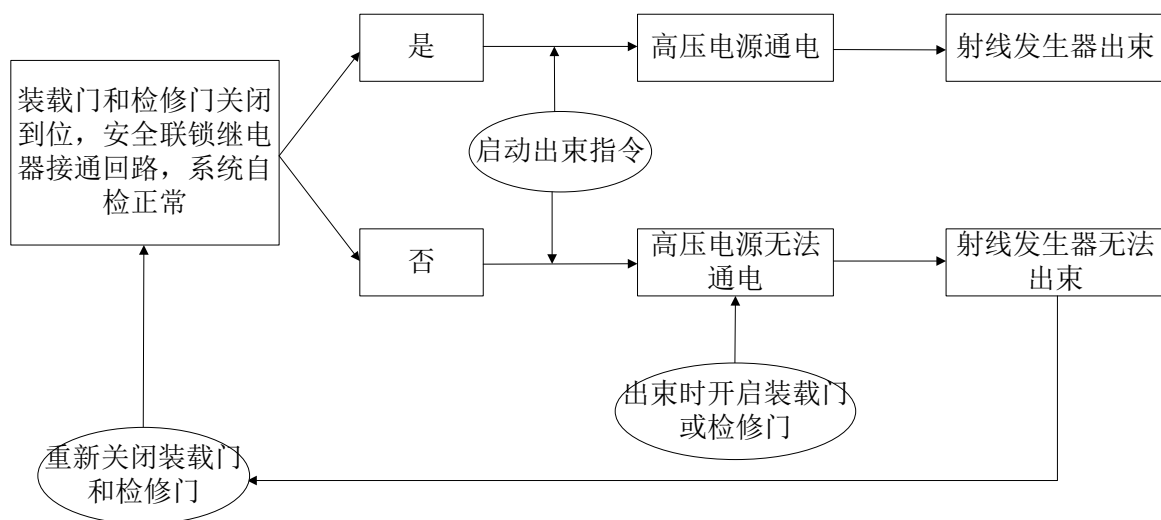 是
高压电源通电
射线发生器出束
装载门和检修门关闭
到位，安全联锁继电
器接通回路，系统自
检正常
启动出束指令
否
高压电源无法
通电
射线发生器无法
出束
出束时开启装载门
或检修门
重新关闭装载门
和检修门